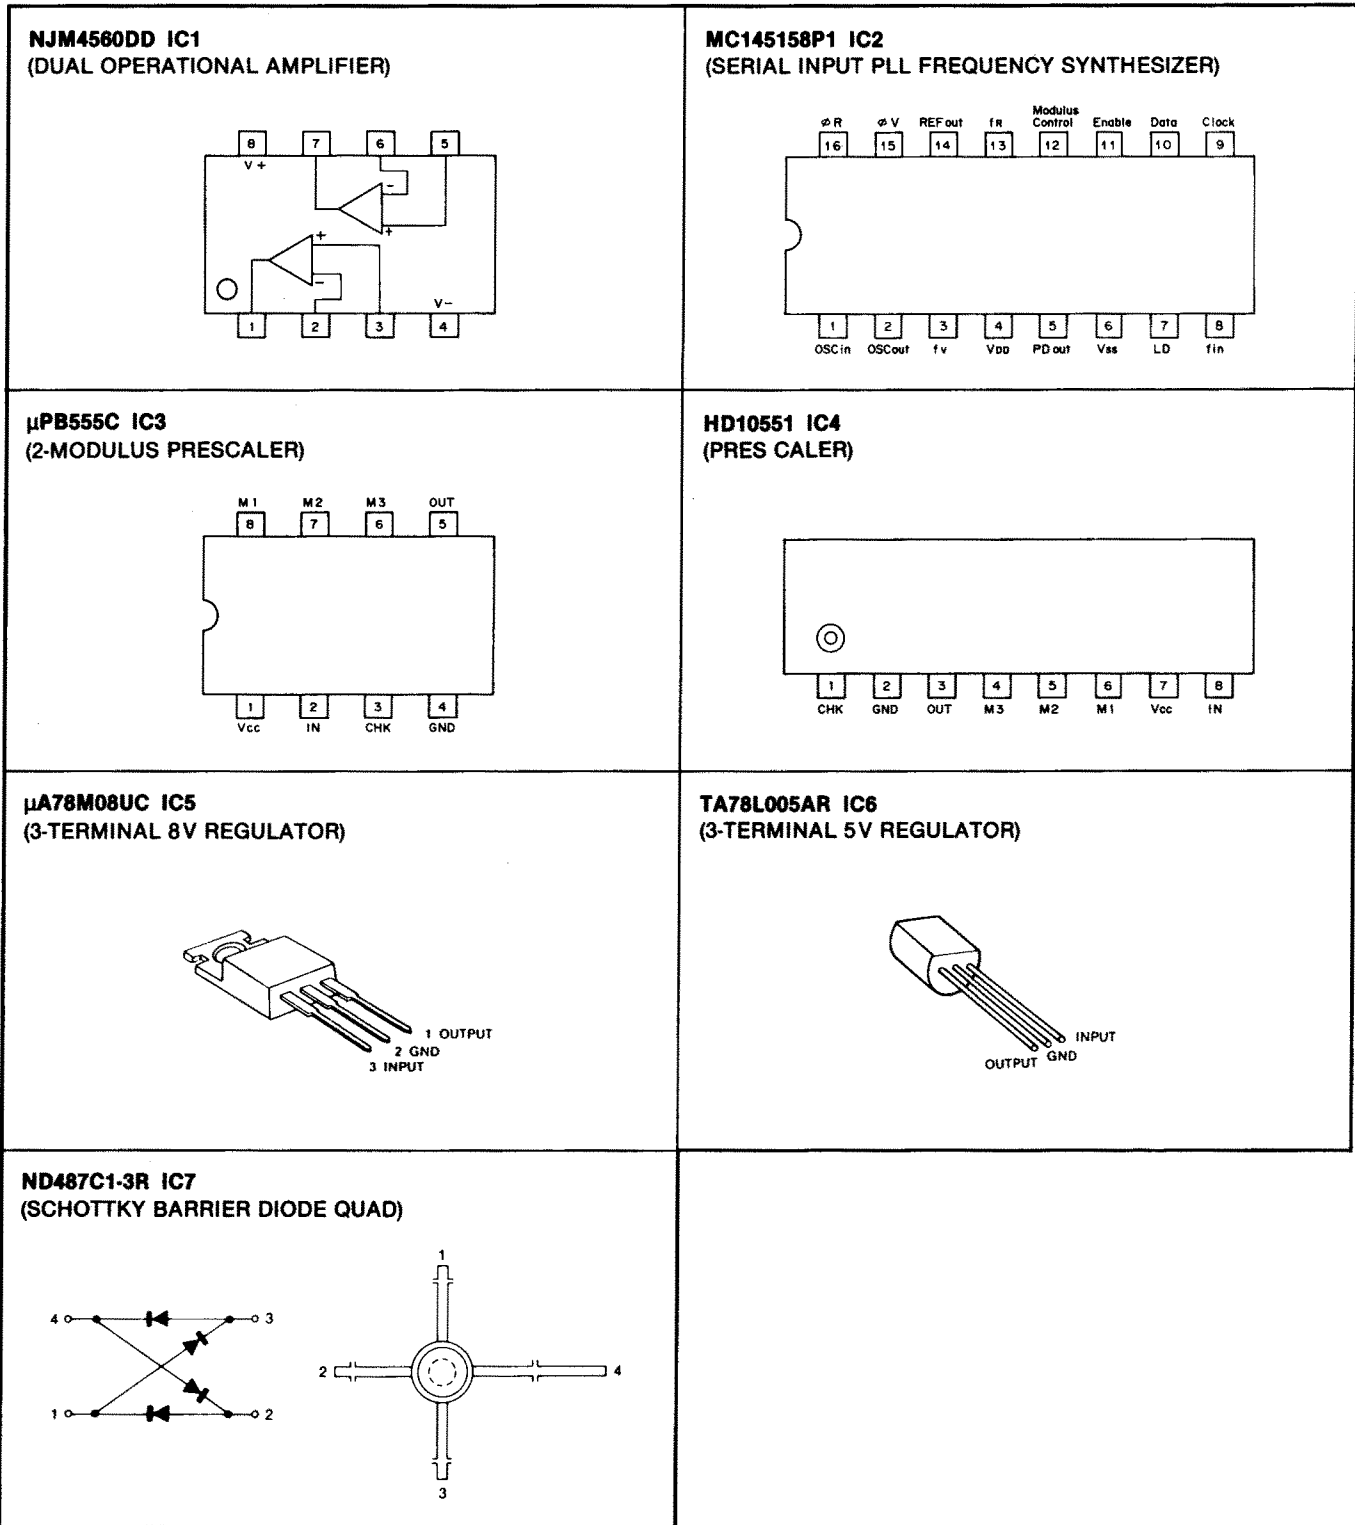 NJM4560DD IC1
(DUAL OPERATIONAL AMPLIFIER)
8 7 6 5
V+
-
+
+
-
V-
1 2 3 4
MC145158P1 IC2
(SERIAL INPUT PLL FREQUENCY SYNTHESIZER)
Modulus
øR øV REFout fR Control Enable Data Clock
16 15 14 13 12 11 10 9
1 2 3 4 5 6 7 8
OSCin OSCout fv VDD PDout Vss LD fin
µPB555C IC3
(2-MODULUS PRESCALER)
M1 M2 M3 OUT
8 7 6 5
1 2 3 4
Vcc IN CHK GND
HD10551 IC4
(PRES CALER)
1 2 3 4 5 6 7 8
CHK GND OUT M3 M2 M1 Vcc IN
µA78M08UC IC5
(3-TERMINAL 8V REGULATOR)
1 OUTPUT
2 GND
3 INPUT
TA78L005AR IC6
(3-TERMINAL 5V REGULATOR)
INPUT
GND
OUTPUT
ND487C1-3R IC7
(SCHOTTKY BARRIER DIODE QUAD)
4 3
1 2
1
2 4
3